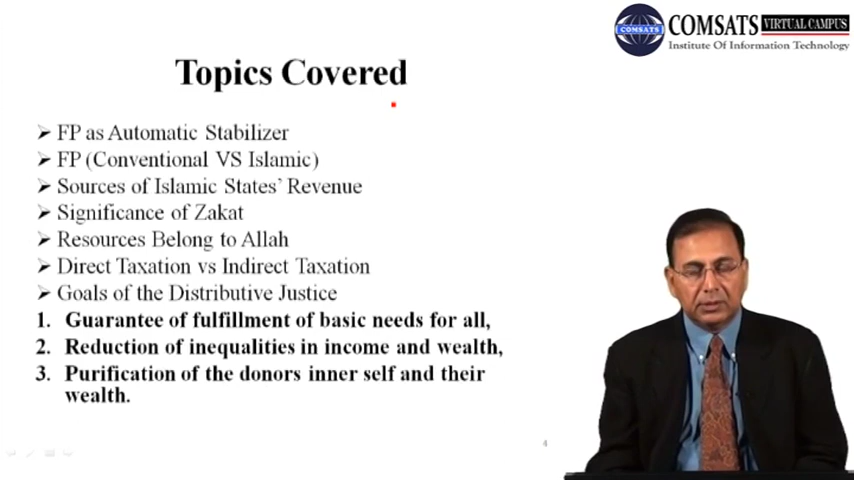 COMSATS VIRTUAL CAMPUS
COMSATS
Institute Of Information Technology
Topics Covered
➢ FP as Automatic Stabilizer
➢ FP (Conventional VS Islamic)
➢ Sources of Islamic States' Revenue
➢ Significance of Zakat
➢ Resources Belong to Allah
➢ Direct Taxation vs Indirect Taxation
➢ Goals of the Distributive Justice
1. Guarantee of fulfillment of basic needs for all,
2. Reduction of inequalities in income and wealth,
3. Purification of the donors inner self and their
wealth.
4